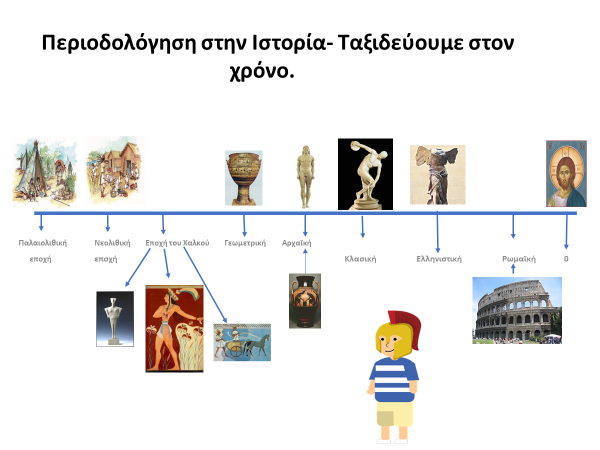 Περιοδολόγηση στην Ιστορία- Ταξιδεύουμε στον
χρόνο.
Παλαιολιθική
εποχή
Νεολιθική
εποχή
Εποχή του Χαλκού
Γεωμετρική
Αρχαϊκή
Κλασική
Ελληνιστική
Ρωμαϊκή
0